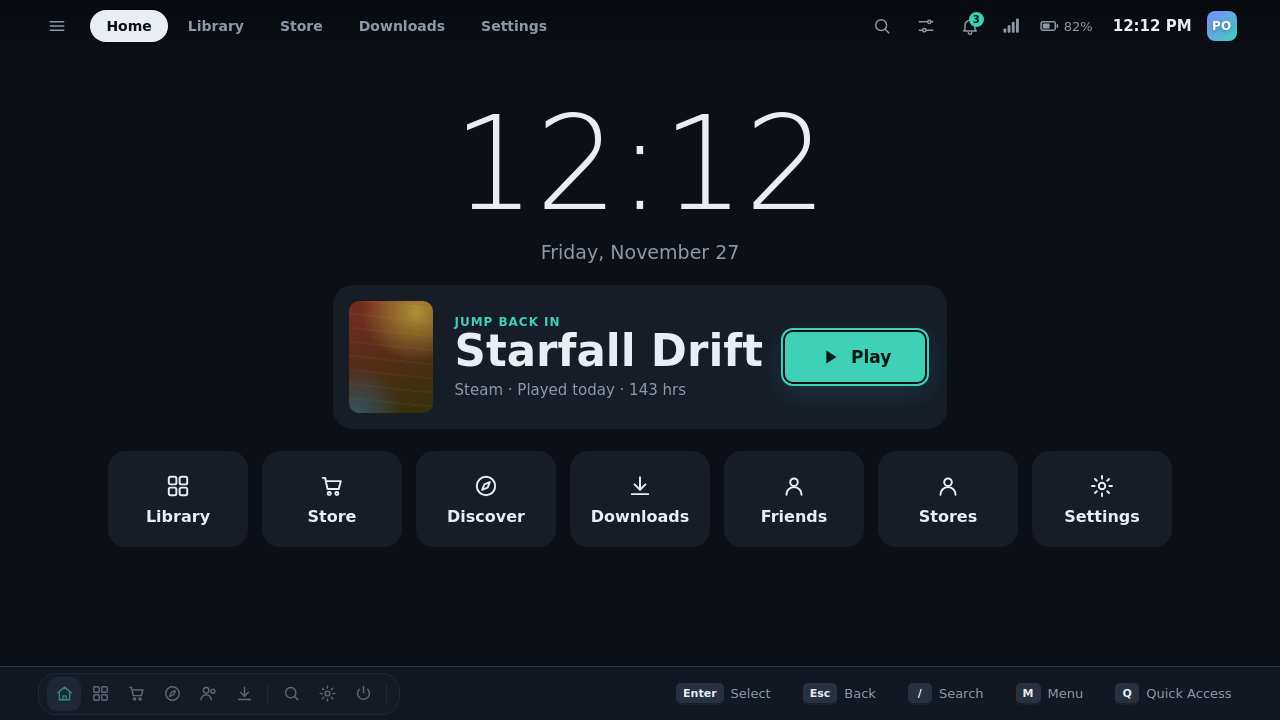 Home Library Store Downloads Settings 3 82% 12:12 PM PO
12:12
Friday, November 27
JUMP BACK IN
Starfall Drift
Steam · Played today · 143 hrs
Play
Library Store Discover Downloads Friends Stores Settings
Enter Select Esc Back / Search M Menu Q Quick Access